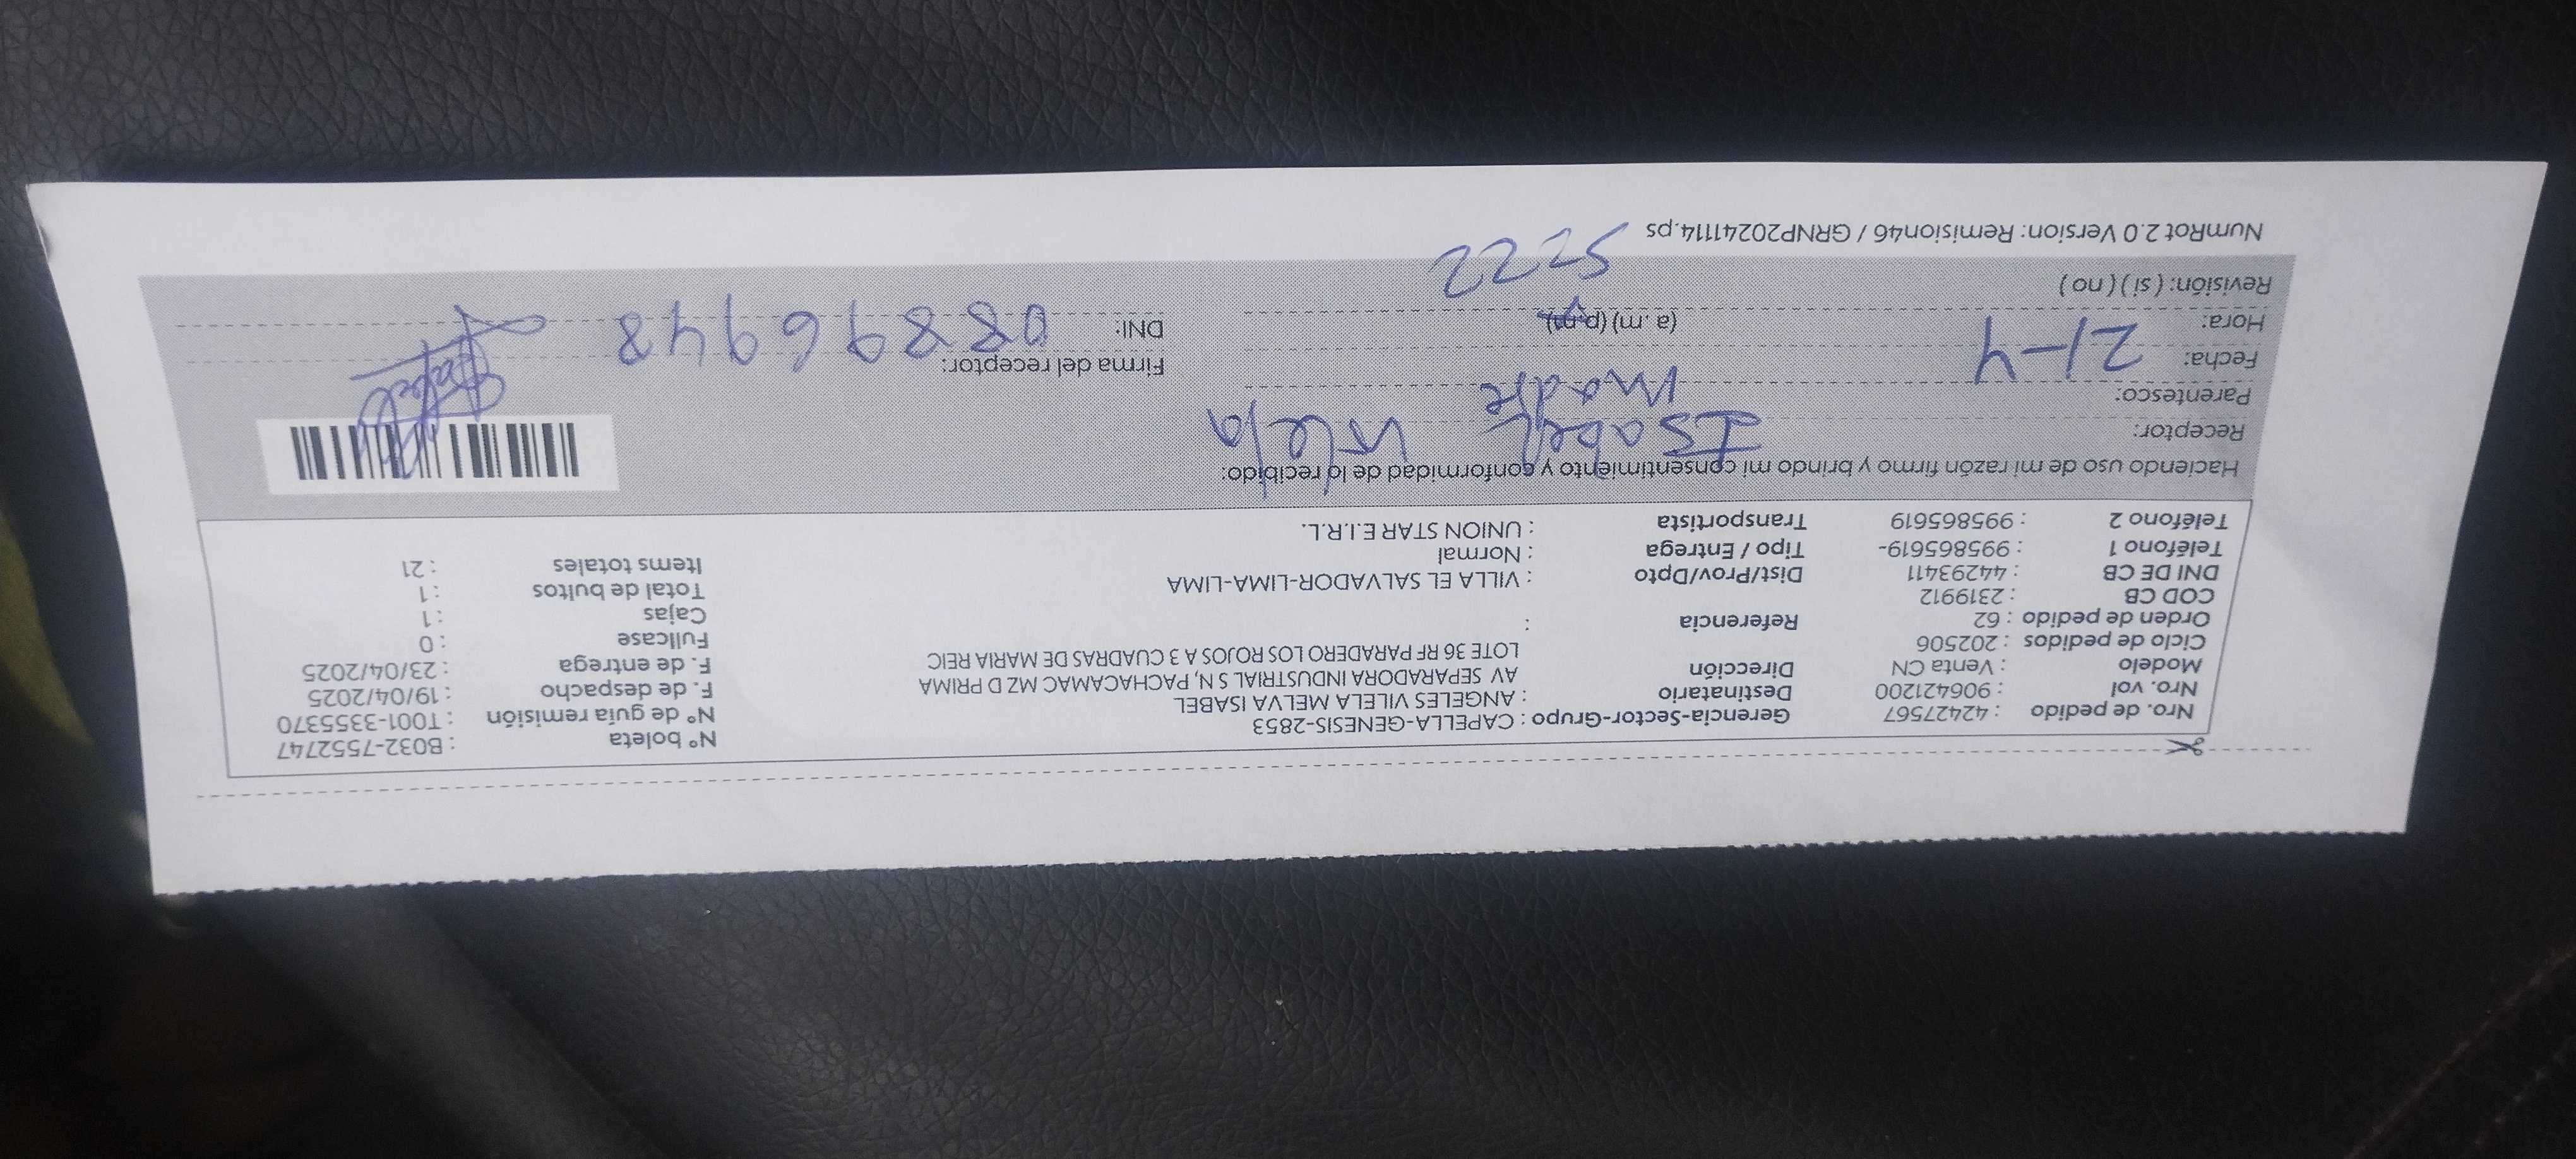 Nro. de pedido : 42427567
Nro. vol : 906421200
Modelo : Venta CN
Ciclo de pedidos : 202506
Orden de pedido : 62
COD CB : 2319912
DNI DE CB : 44293411
Teléfono 1 : 995865619-
Teléfono 2 : 995865619
Gerencia-Sector-Grupo : CAPELLA-GENESIS-2853
Destinatario : ANGELES VILELA MELVA ISABEL
Dirección AV SEPARADORA INDUSTRIAL S N, PACHACAMAC MZ D PRIMA
LOTE 36 RF PARADERO LOS ROJOS A 3 CUADRAS DE MARIA REIC
Referencia :
Dist/Prov/Dpto : VILLA EL SALVADOR-LIMA-LIMA
Tipo / Entrega : Normal
Transportista : UNION STAR E.I.R.L.
N° boleta : B032-7552747
N° de guía remisión : T001-3355370
F. de despacho : 19/04/2025
F. de entrega : 23/04/2025
Fullcase : 0
Cajas : 1
Total de bultos : 1
Items totales : 21
Haciendo uso de mi razón firmo y brindo mi consentimiento y conformidad de lo recibido:
Receptor: Isabel Vilela
Parentesco: Madre
Fecha: 21-4
Hora: (a. m) (p.m)
Revisión: ( si ) ( no )
5222
Firma del receptor:
DNI: 08896948
NumRot 2.0 Version: Remision46 / GRNP20241114.ps